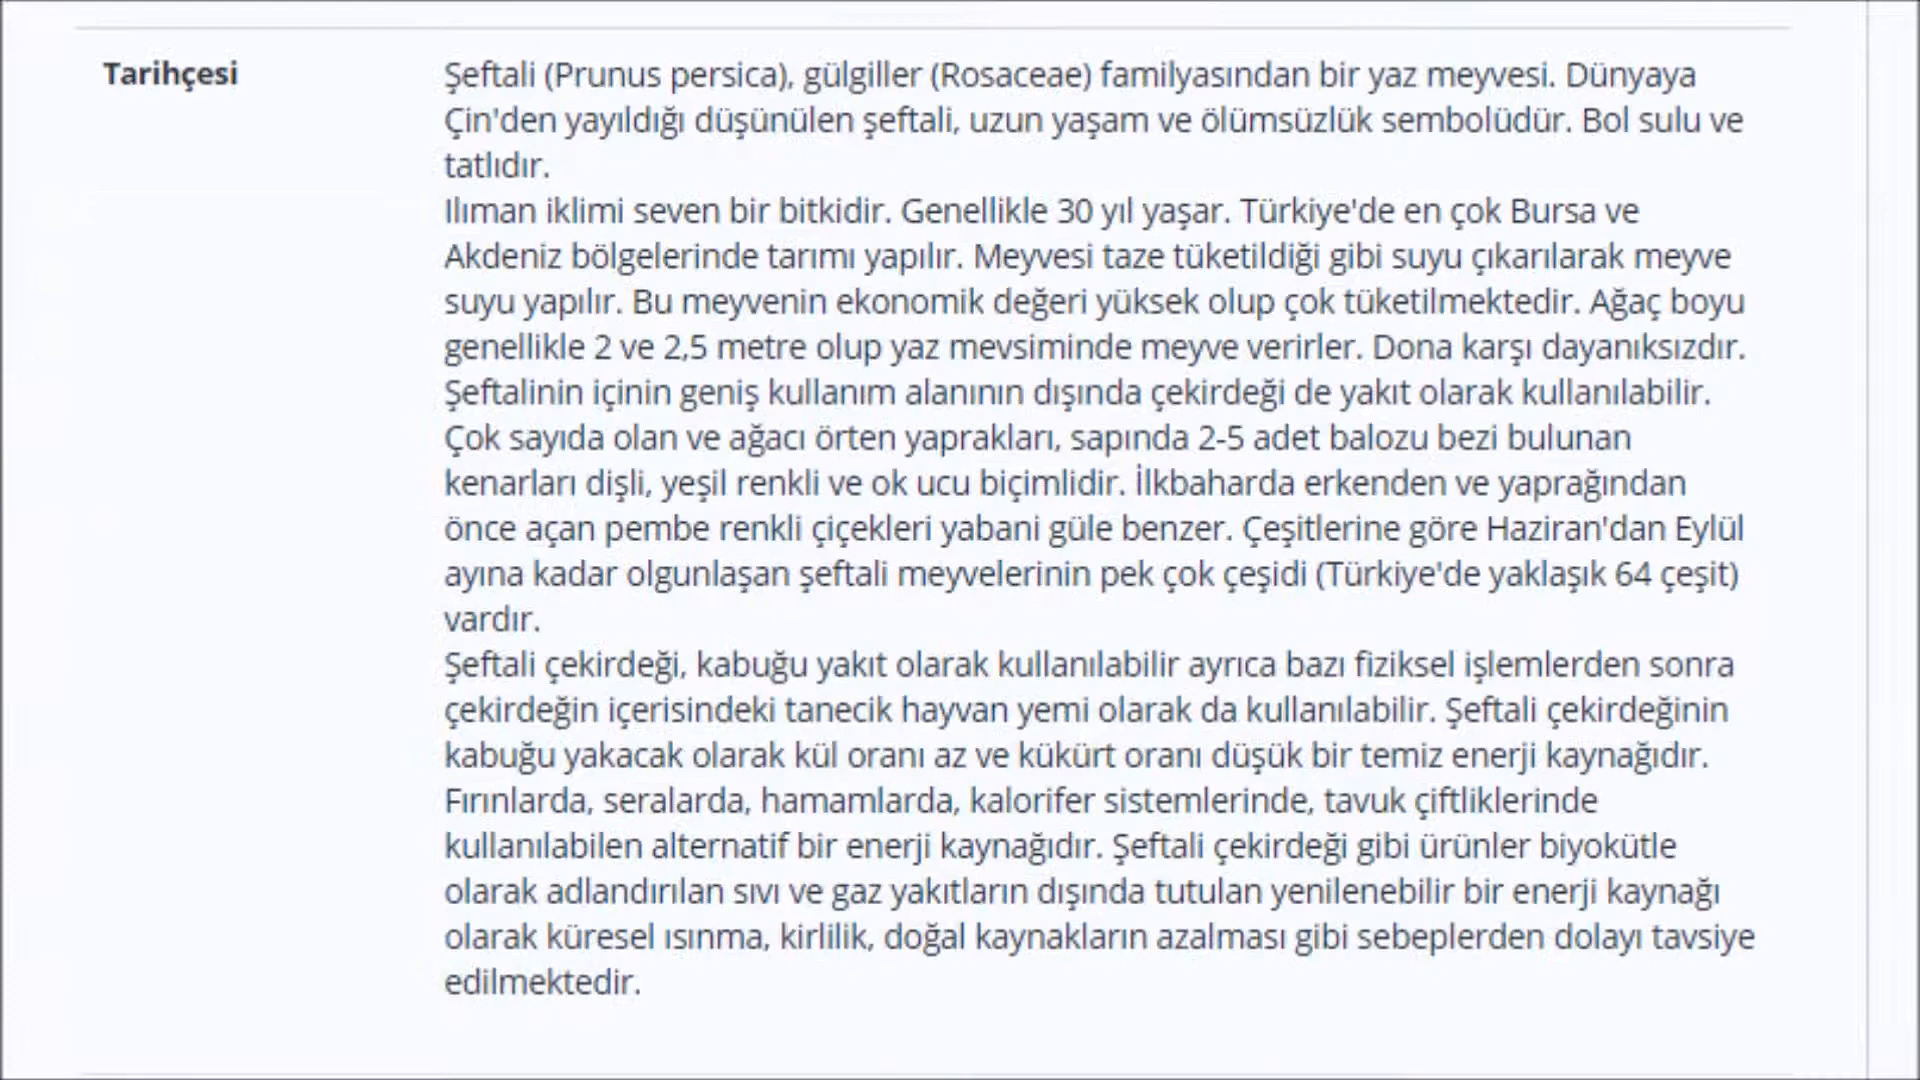 Tarihçesi
Şeftali (Prunus persica), gülgiller (Rosaceae) familyasından bir yaz meyvesi. Dünyaya
Çin'den yayıldığı düşünülen şeftali, uzun yaşam ve ölümsüzlük sembolüdür. Bol sulu ve
tatlıdır.
Ilıman iklimi seven bir bitkidir. Genellikle 30 yıl yaşar. Türkiye'de en çok Bursa ve
Akdeniz bölgelerinde tarımı yapılır. Meyvesi taze tüketildiği gibi suyu çıkarılarak meyve
suyu yapılır. Bu meyvenin ekonomik değeri yüksek olup çok tüketilmektedir. Ağaç boyu
genellikle 2 ve 2,5 metre olup yaz mevsiminde meyve verirler. Dona karşı dayanıksızdır.
Şeftalinin içinin geniş kullanım alanının dışında çekirdeği de yakıt olarak kullanılabilir.
Çok sayıda olan ve ağacı örten yaprakları, sapında 2-5 adet balozu bezi bulunan
kenarları dişli, yeşil renkli ve ok ucu biçimlidir. İlkbaharda erkenden ve yaprağından
önce açan pembe renkli çiçekleri yabani güle benzer. Çeşitlerine göre Haziran'dan Eylül
ayına kadar olgunlaşan şeftali meyvelerinin pek çok çeşidi (Türkiye'de yaklaşık 64 çeşit)
vardır.
Şeftali çekirdeği, kabuğu yakıt olarak kullanılabilir ayrıca bazı fiziksel işlemlerden sonra
çekirdeğin içerisindeki tanecik hayvan yemi olarak da kullanılabilir. Şeftali çekirdeğinin
kabuğu yakacak olarak kül oranı az ve kükürt oranı düşük bir temiz enerji kaynağıdır.
Fırınlarda, seralarda, hamamlarda, kalorifer sistemlerinde, tavuk çiftliklerinde
kullanılabilen alternatif bir enerji kaynağıdır. Şeftali çekirdeği gibi ürünler biyokütle
olarak adlandırılan sıvı ve gaz yakıtların dışında tutulan yenilenebilir bir enerji kaynağı
olarak küresel ısınma, kirlilik, doğal kaynakların azalması gibi sebeplerden dolayı tavsiye
edilmektedir.